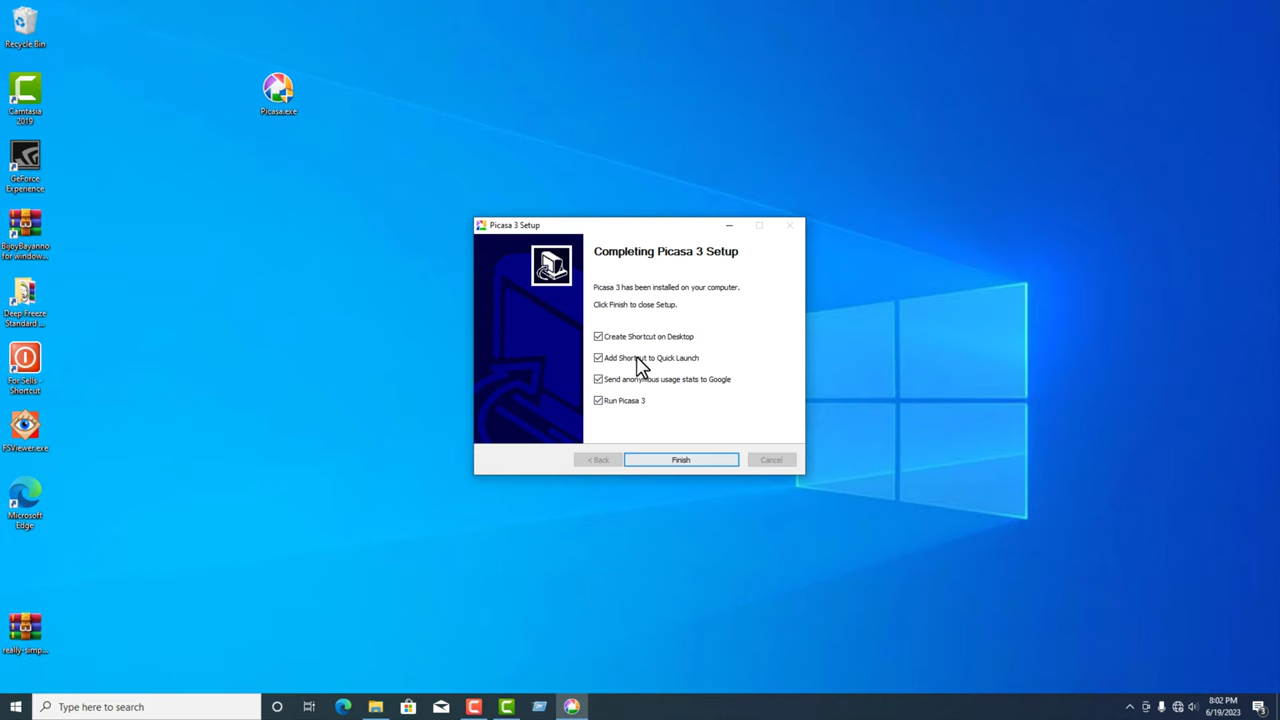 Recycle Bin
Camtasia
2019
GeForce
Experience
BijoyBayanno
for window...
Deep Freeze
Standard ...
For Sells -
Shortcut
FSViewer.exe
Microsoft
Edge
really-simp...
Picasa.exe
Picasa 3 Setup
Completing Picasa 3 Setup
Picasa 3 has been installed on your computer.
Click Finish to close Setup.
Create Shortcut on Desktop
Add Shortcut to Quick Launch
Send anonymous usage stats to Google
Run Picasa 3
< Back
Finish
Cancel
Type here to search
8:02 PM
6/19/2023